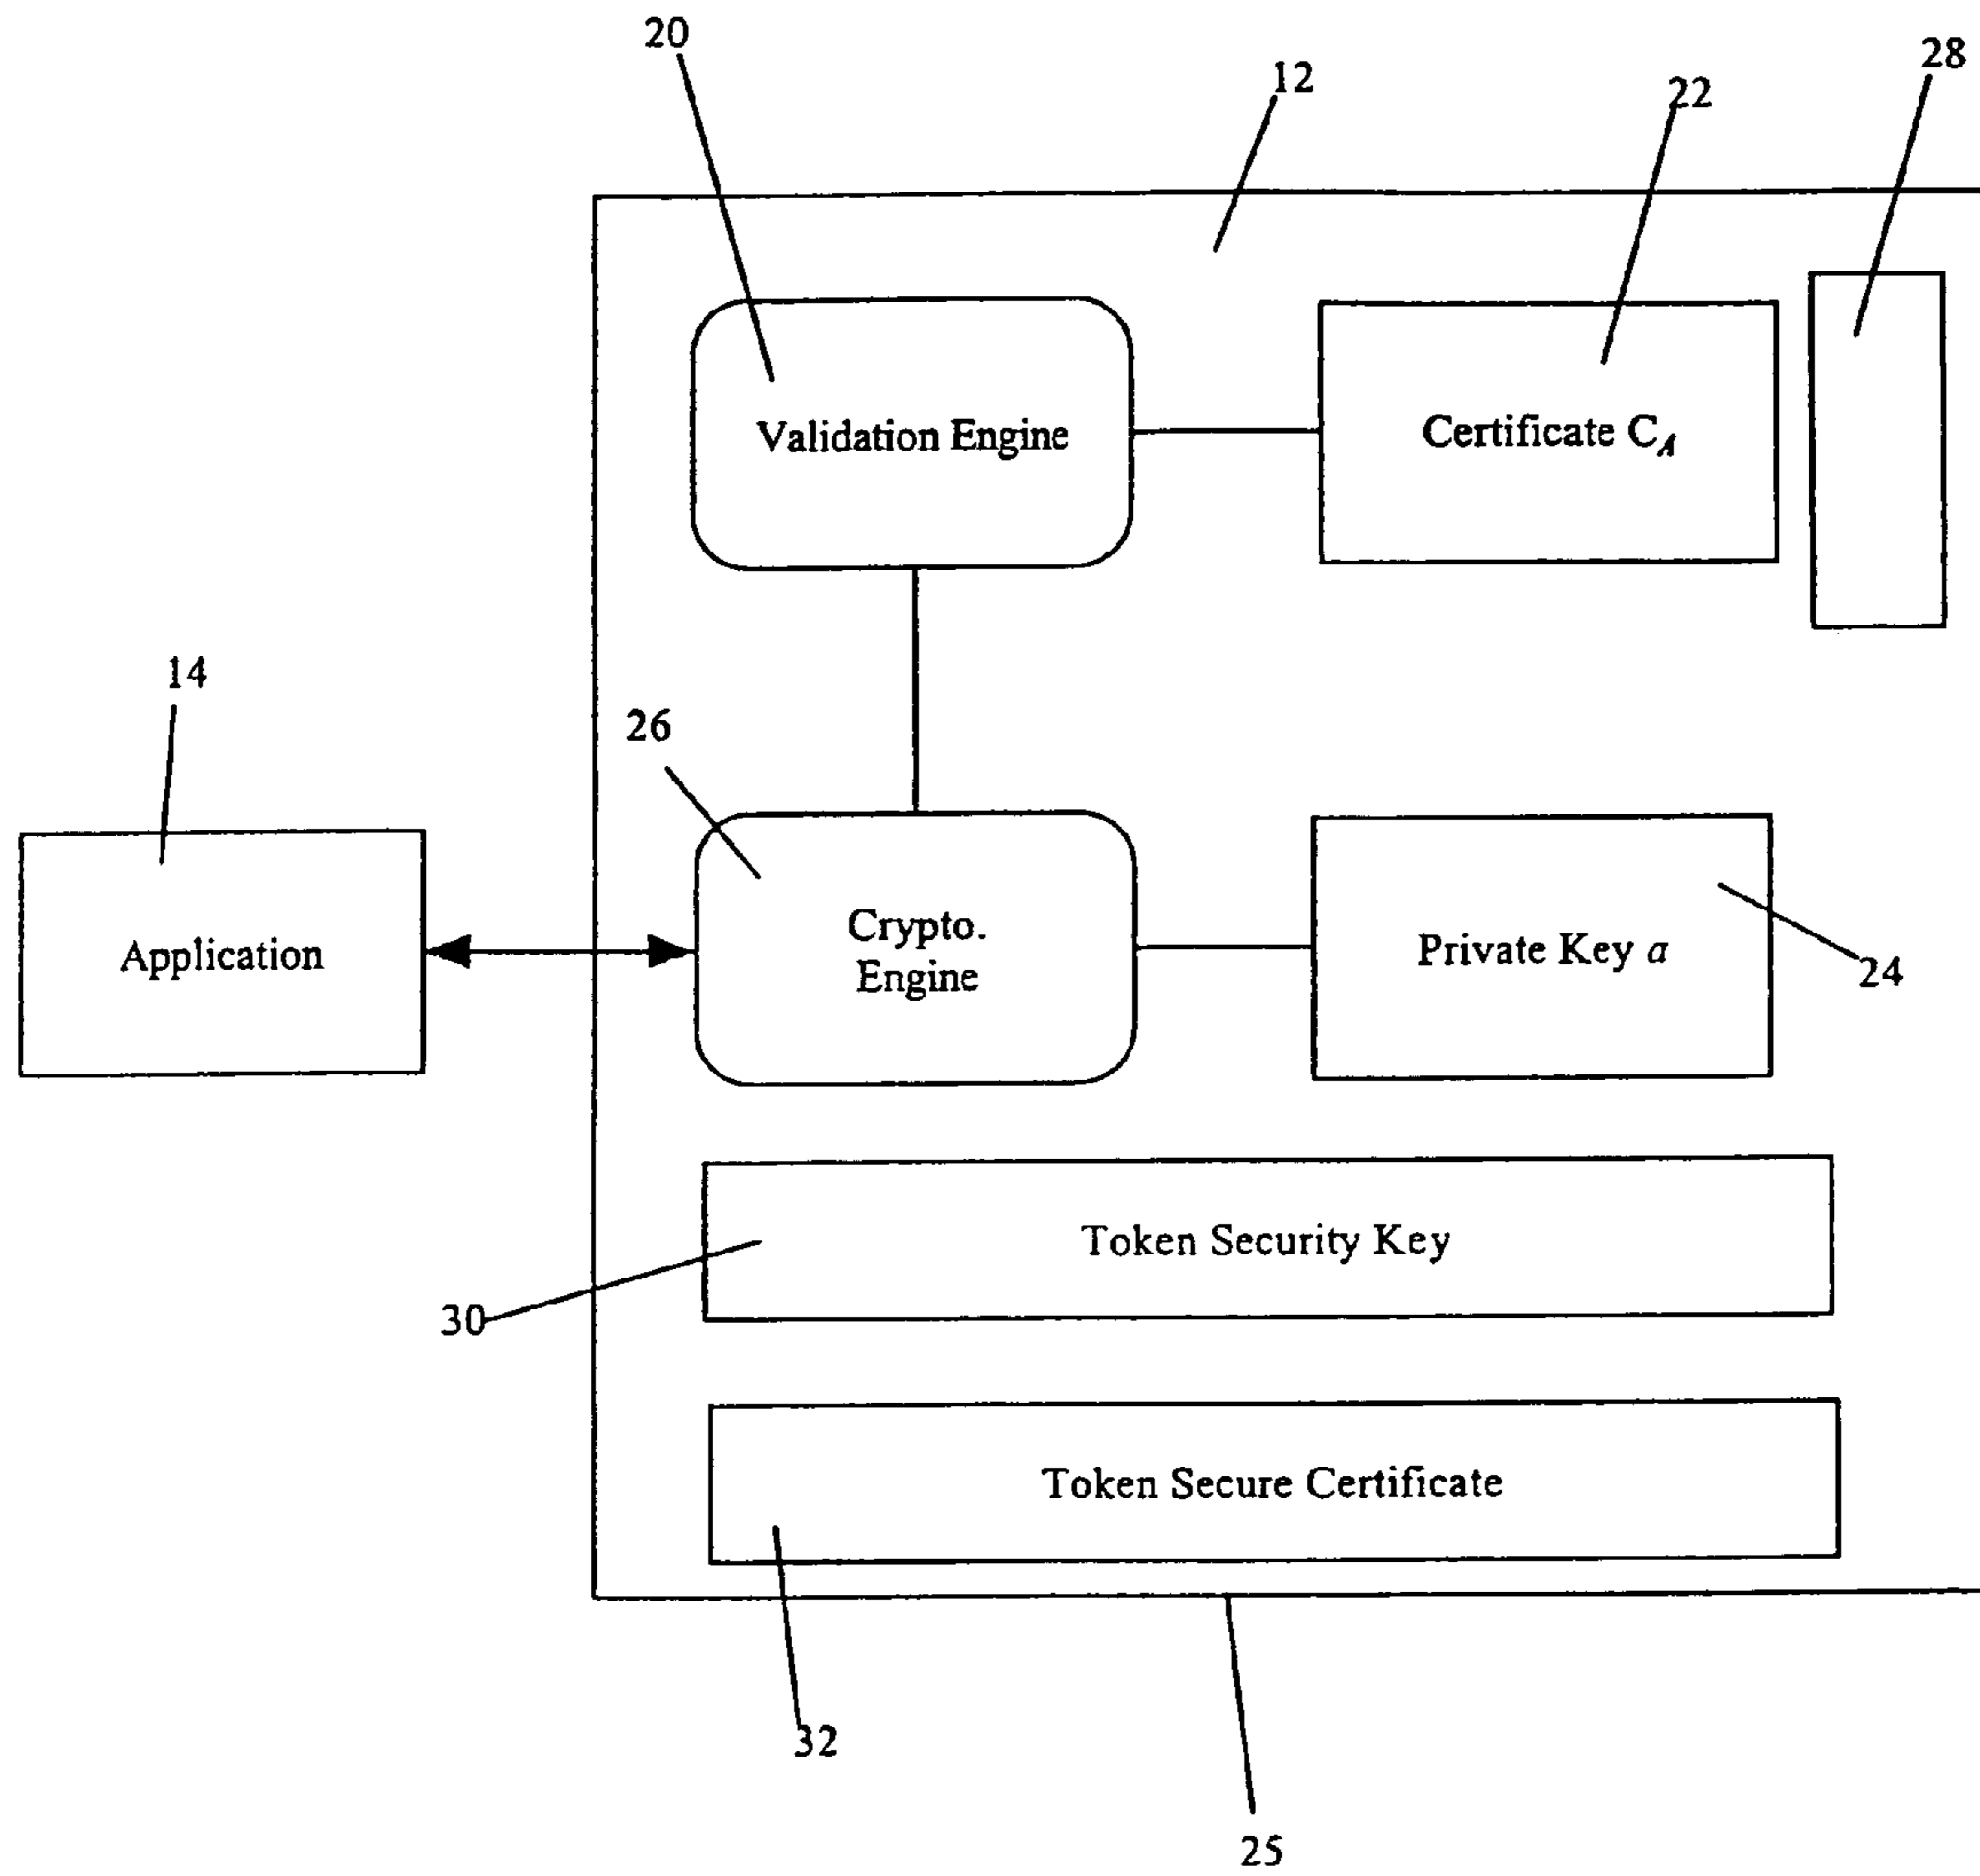 20
12
28
22
Validation Engine
Certificate C_A
14
26
Application
Crypto.
Engine
Private Key a
24
Token Security Key
30
Token Secure Certificate
32
25